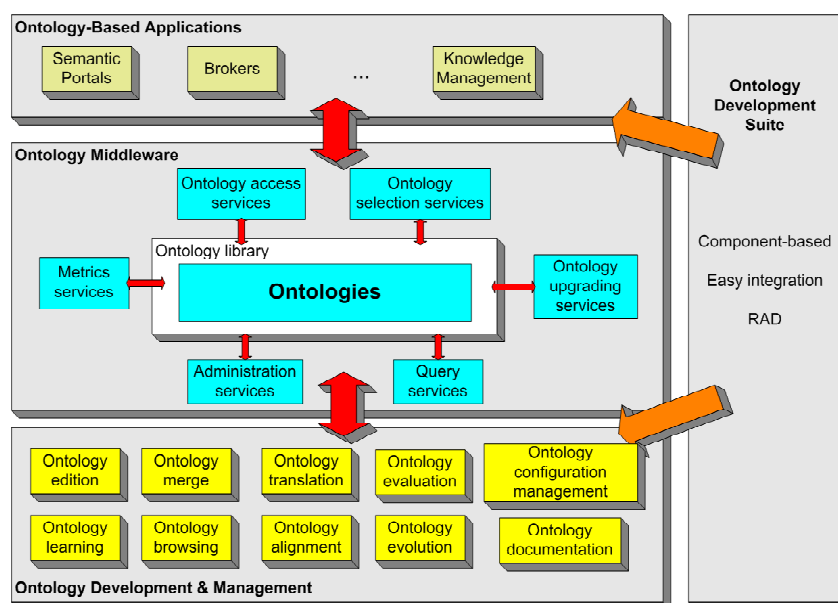 Ontology-Based Applications
Semantic
Portals
Brokers
...
Knowledge
Management
Ontology Middleware
Ontology access
services
Ontology
selection services
Ontology library
Metrics
services
Ontologies
Ontology
upgrading
services
Administration
services
Query
services
Ontology
edition
Ontology
merge
Ontology
translation
Ontology
evaluation
Ontology
configuration
management
Ontology
learning
Ontology
browsing
Ontology
alignment
Ontology
evolution
Ontology
documentation
Ontology Development & Management
Ontology
Development
Suite
Component-based
Easy integration
RAD